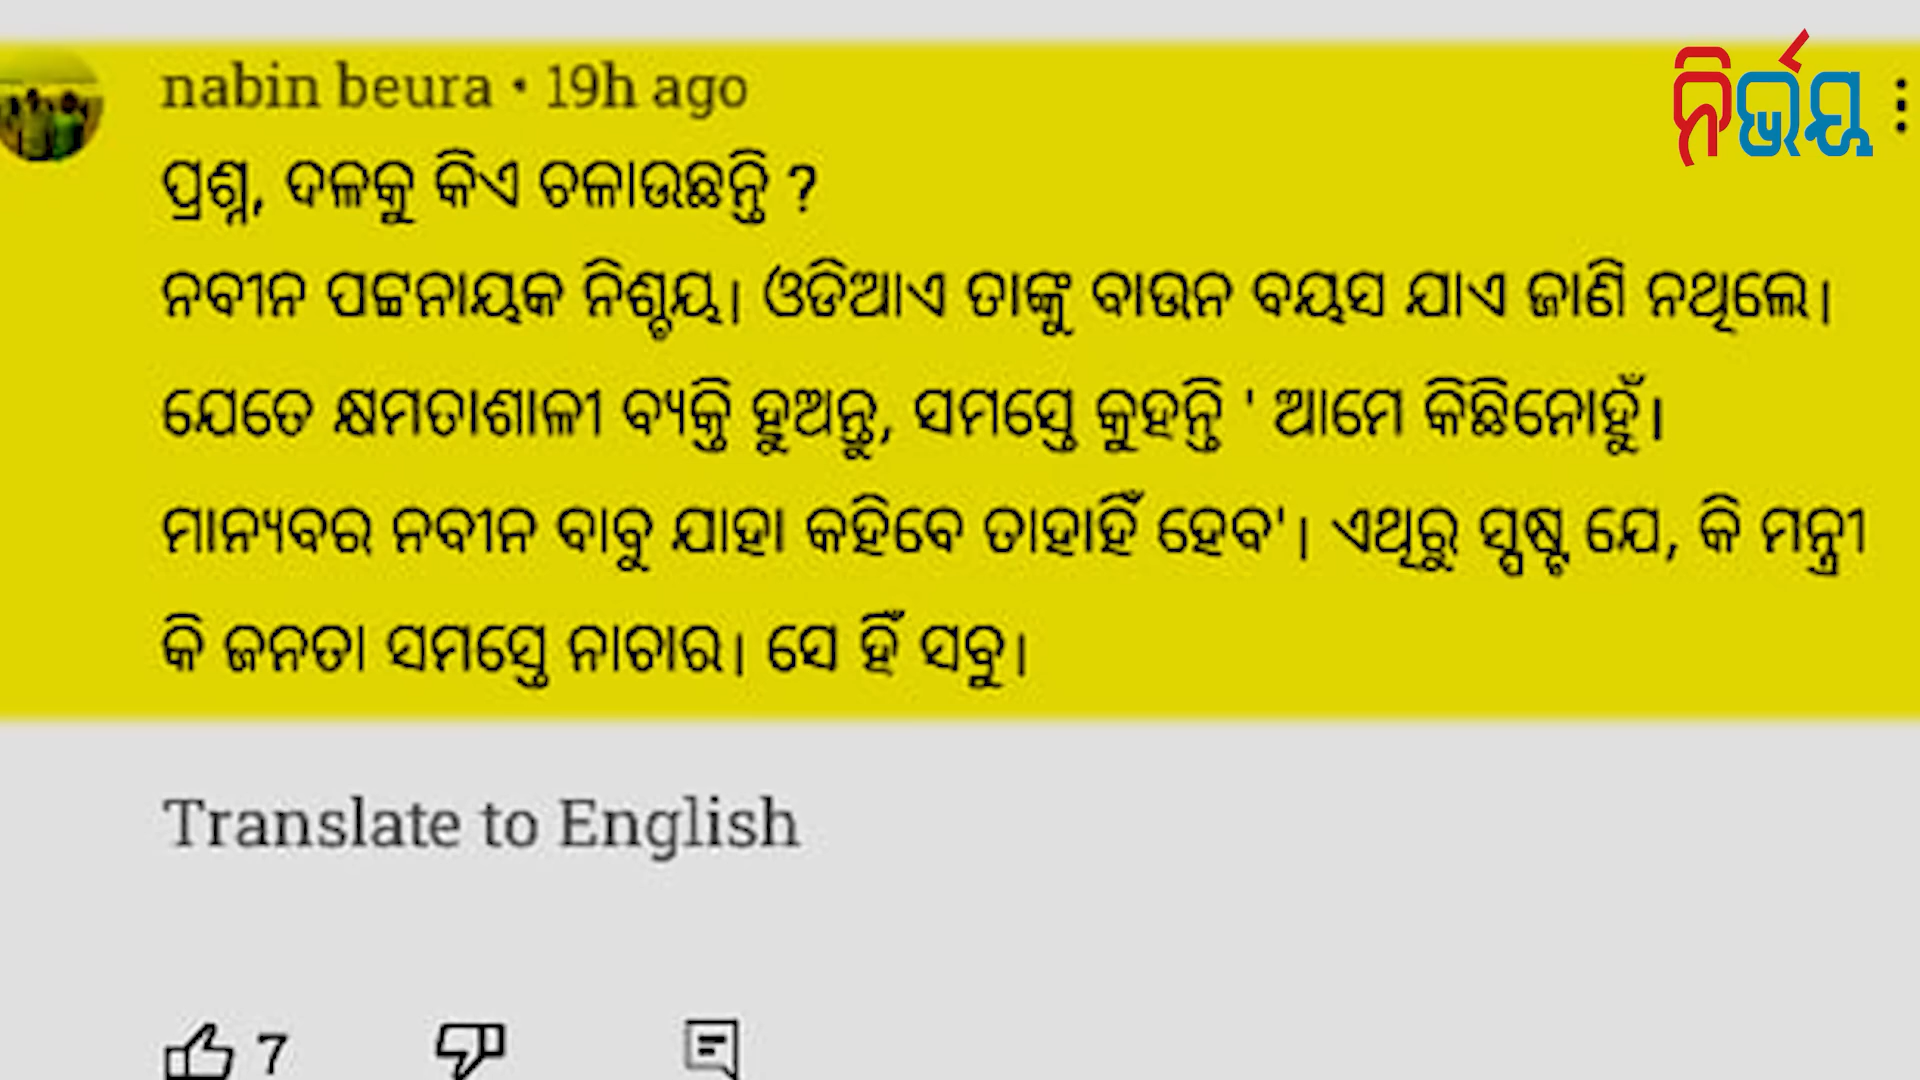 ନିର୍ଭୟ
nabin beura • 19h ago
ପ୍ରଶ୍ନ, ଦଳକୁ କିଏ ଚଳାଉଛନ୍ତି ?
ନବୀନ ପଟ୍ଟନାୟକ ନିଶ୍ଚୟ। ଓଡିଆଏ ତାଙ୍କୁ ବାଉନ ବୟସ ଯାଏ ଜାଣି ନଥିଲେ।
ଯେତେ କ୍ଷମତାଶାଳୀ ବ୍ୟକ୍ତି ହୁଅନ୍ତୁ, ସମସ୍ତେ କୁହନ୍ତି ' ଆମେ କିଛିନୋହୁଁ।
ମାନ୍ୟବର ନବୀନ ବାବୁ ଯାହା କହିବେ ତାହାହିଁ ହେବ'। ଏଥିରୁ ସ୍ପଷ୍ଟ ଯେ, କି ମନ୍ତ୍ରୀ
କି ଜନତା ସମସ୍ତେ ନାଚାର। ସେ ହିଁ ସବୁ।
Translate to English
7